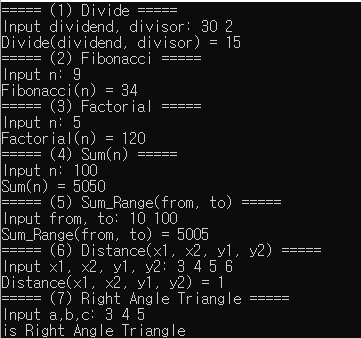 ===== (1) Divide =====
Input dividend, divisor: 30 2
Divide(dividend, divisor) = 15
===== (2) Fibonacci =====
Input n: 9
Fibonacci(n) = 34
===== (3) Factorial =====
Input n: 5
Factorial(n) = 120
===== (4) Sum(n) =====
Input n: 100
Sum(n) = 5050
===== (5) Sum_Range(from, to) =====
Input from, to: 10 100
Sum_Range(from, to) = 5005
===== (6) Distance(x1, x2, y1, y2) =====
Input x1, x2, y1, y2: 3 4 5 6
Distance(x1, x2, y1, y2) = 1
===== (7) Right Angle Triangle =====
Input a,b,c: 3 4 5
is Right Angle Triangle